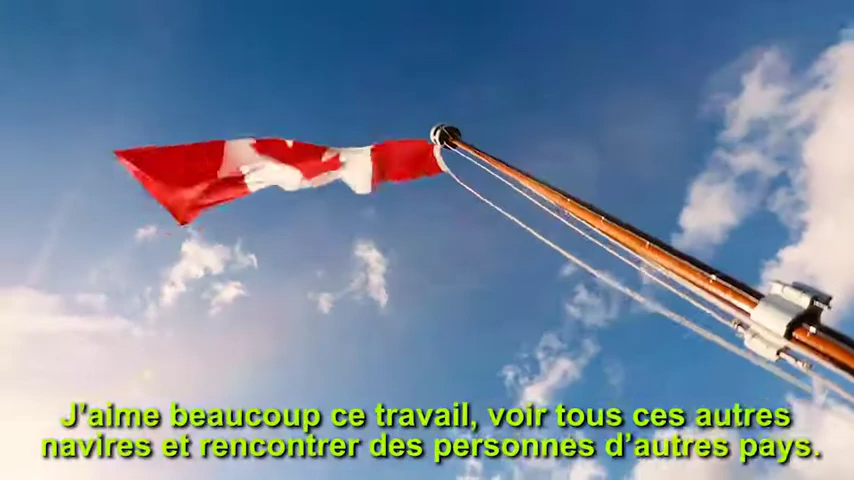 J'aime beaucoup ce travail, voir tous ces autres
navires et rencontrer des personnes d'autres pays.